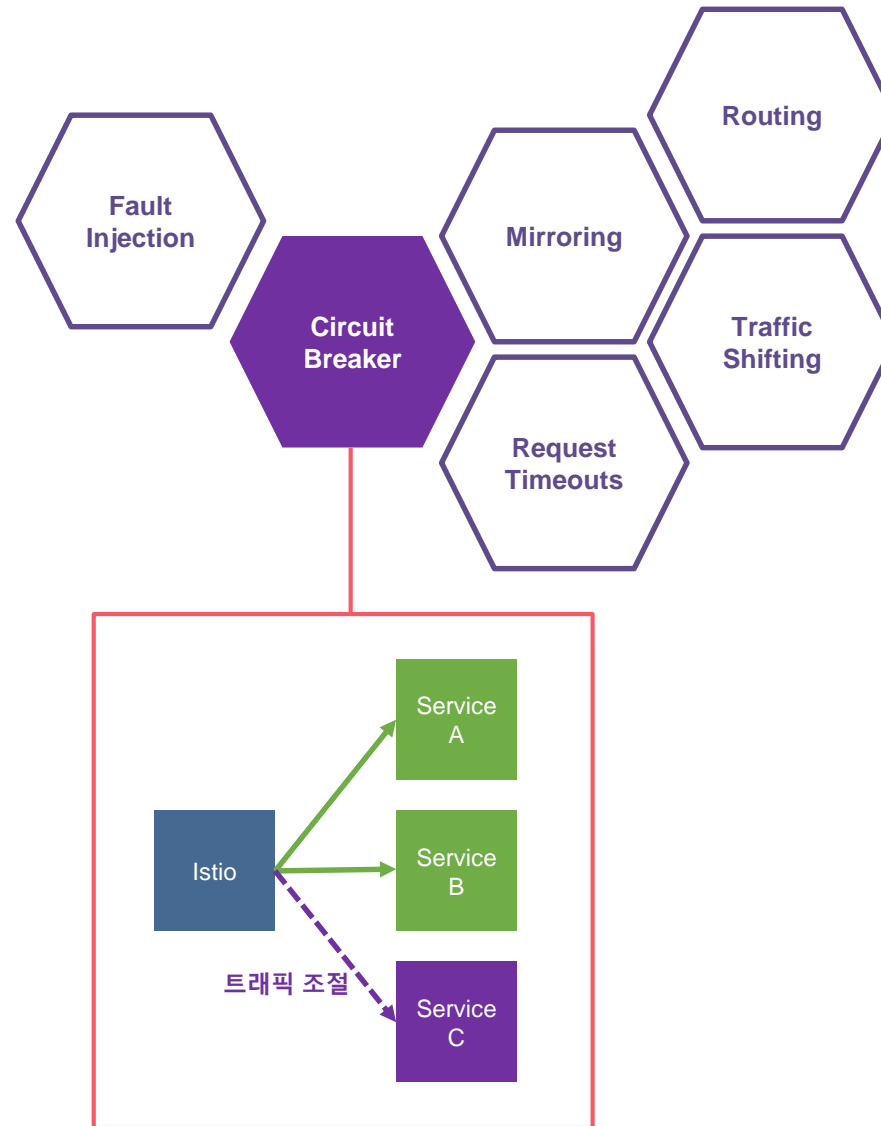 Routing
Fault
Injection
Mirroring
Circuit
Breaker
Traffic
Shifting
Request
Timeouts
Service
A
Istio
Service
B
트래픽 조절
Service
C